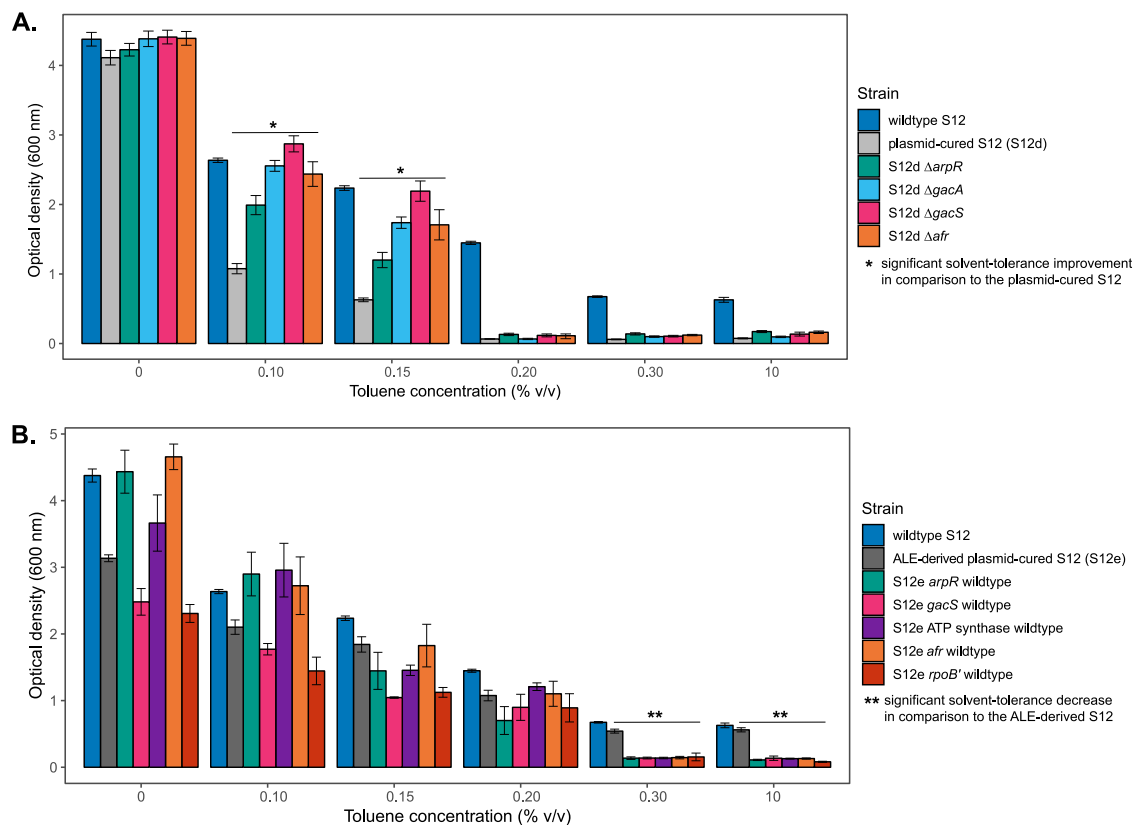 A.
Optical density (600 nm)
4
3
2
1
0
*
*
0
0.10
0.15
0.20
0.30
10
Toluene concentration (% v/v)
Strain
wildtype S12
plasmid-cured S12 (S12d)
S12d ΔarpR
S12d ΔgacA
S12d ΔgacS
S12d Δafr
* significant solvent-tolerance improvement
in comparison to the plasmid-cured S12
B.
Optical density (600 nm)
5
4
3
2
1
0
**
**
0
0.10
0.15
0.20
0.30
10
Toluene concentration (% v/v)
Strain
wildtype S12
ALE-derived plasmid-cured S12 (S12e)
S12e arpR wildtype
S12e gacS wildtype
S12e ATP synthase wildtype
S12e afr wildtype
S12e rpoB' wildtype
** significant solvent-tolerance decrease
in comparison to the ALE-derived S12